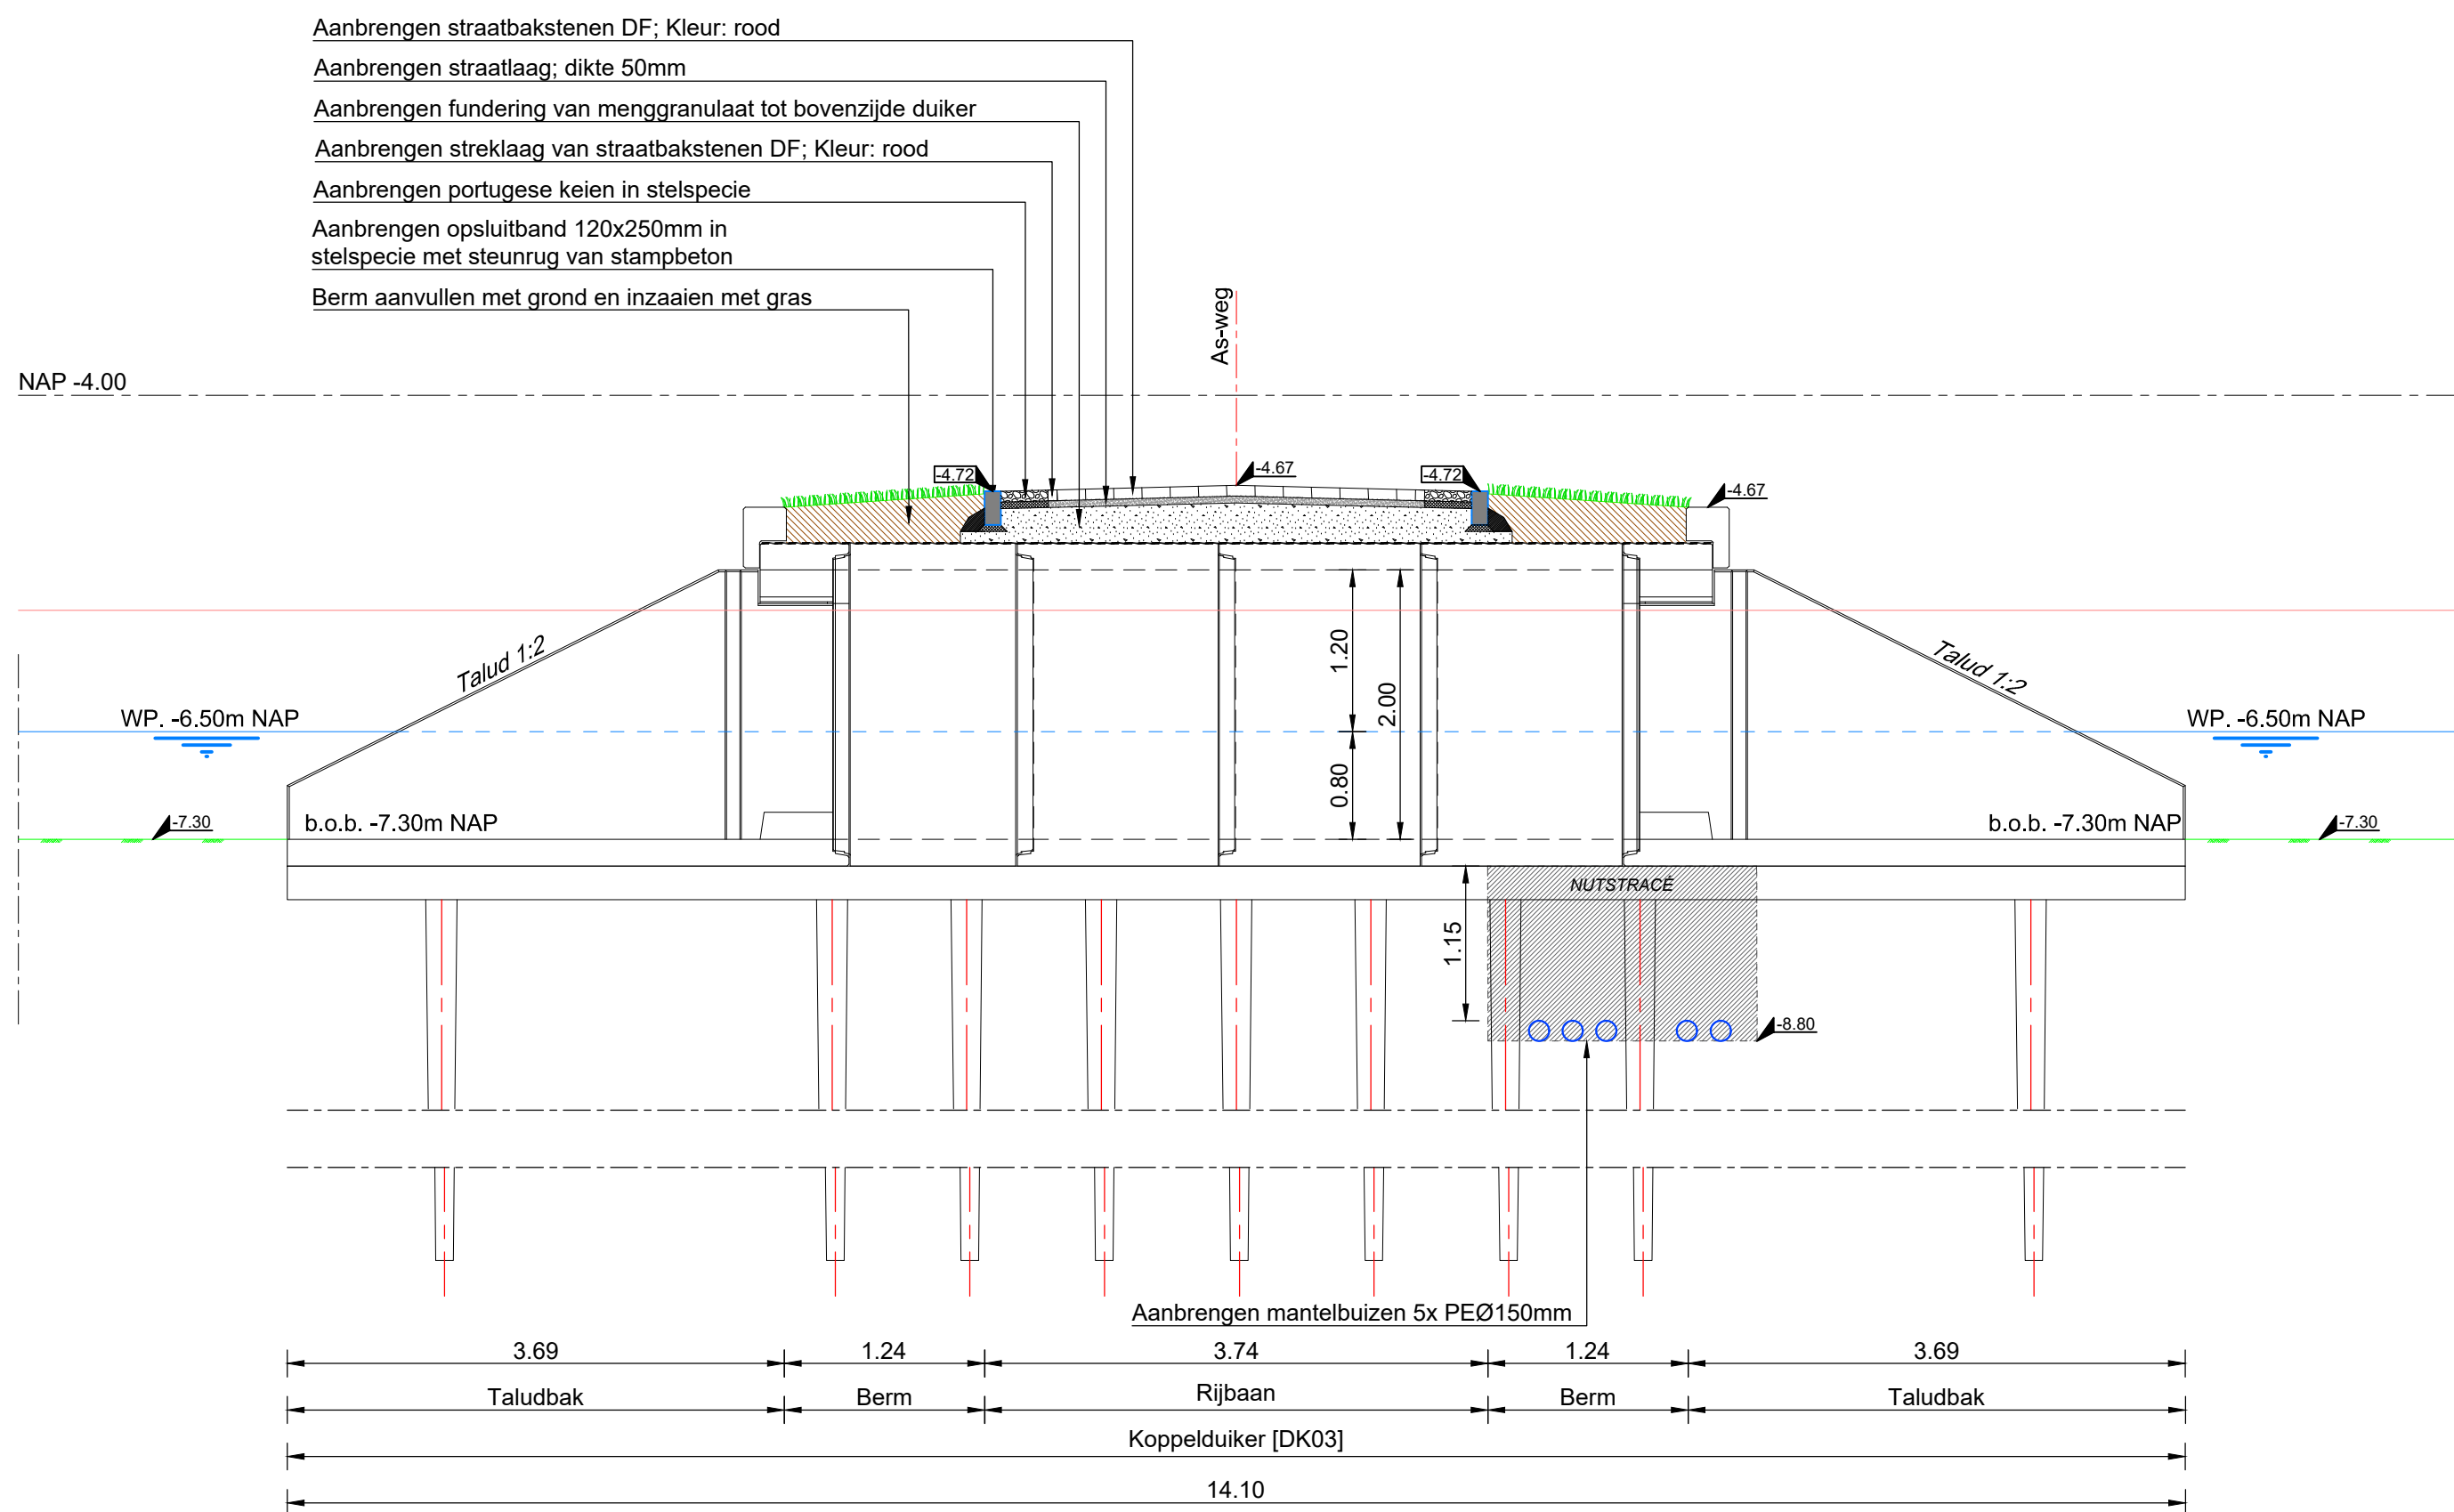 Aanbrengen straatbakstenen DF; Kleur: rood
Aanbrengen straatlaag; dikte 50mm
Aanbrengen fundering van menggranulaat tot bovenzijde duiker
Aanbrengen streklaag van straatbakstenen DF; Kleur: rood
Aanbrengen portugese keien in stelspecie
Aanbrengen opsluitband 120x250mm in
stelspecie met steunrug van stampbeton
Berm aanvullen met grond en inzaaien met gras
As-weg
NAP -4.00
-4.72
-4.67
-4.72
-4.67
Talud 1:2
1.20
2.00
Talud 1:2
WP. -6.50m NAP
WP. -6.50m NAP
0.80
-7.30
b.o.b. -7.30m NAP
b.o.b. -7.30m NAP
-7.30
NUTSTRACÉ
1.15
-8.80
Aanbrengen mantelbuizen 5x PEØ150mm
3.69 1.24 3.74 1.24 3.69
Taludbak Berm Rijbaan Berm Taludbak
Koppelduiker [DK03]
14.10